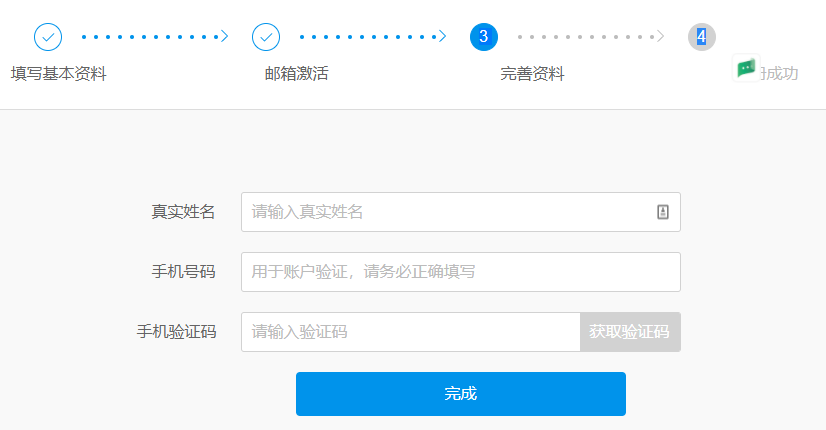 3
4
填写基本资料
邮箱激活
完善资料
成功
真实姓名
请输入真实姓名
手机号码
用于账户验证，请务必正确填写
手机验证码
请输入验证码
获取验证码
完成